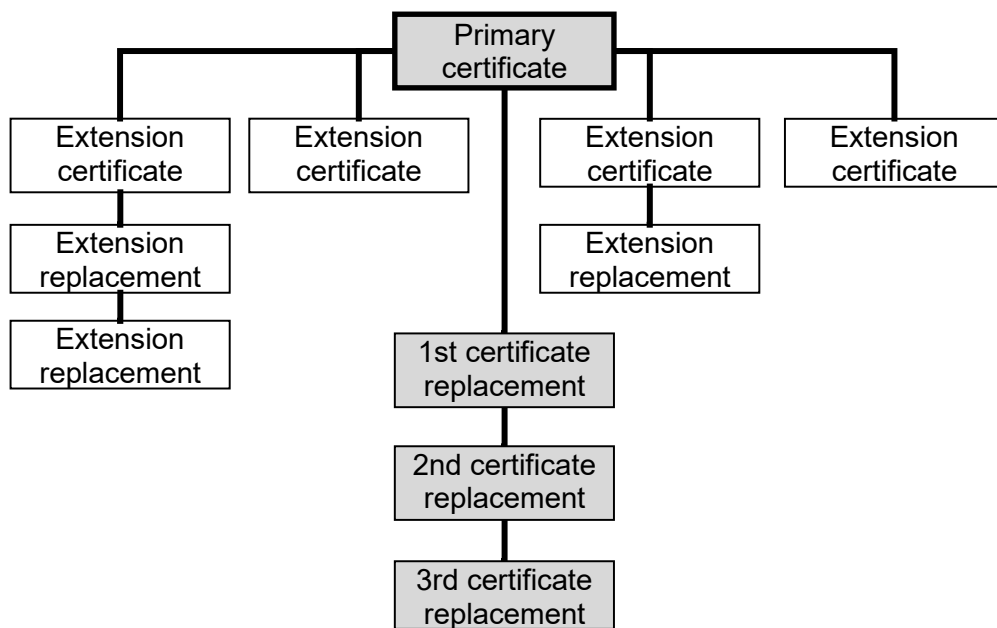 Primary
certificate
Extension
certificate
Extension
certificate
Extension
certificate
Extension
certificate
Extension
replacement
Extension
replacement
Extension
replacement
1st certificate
replacement
2nd certificate
replacement
3rd certificate
replacement